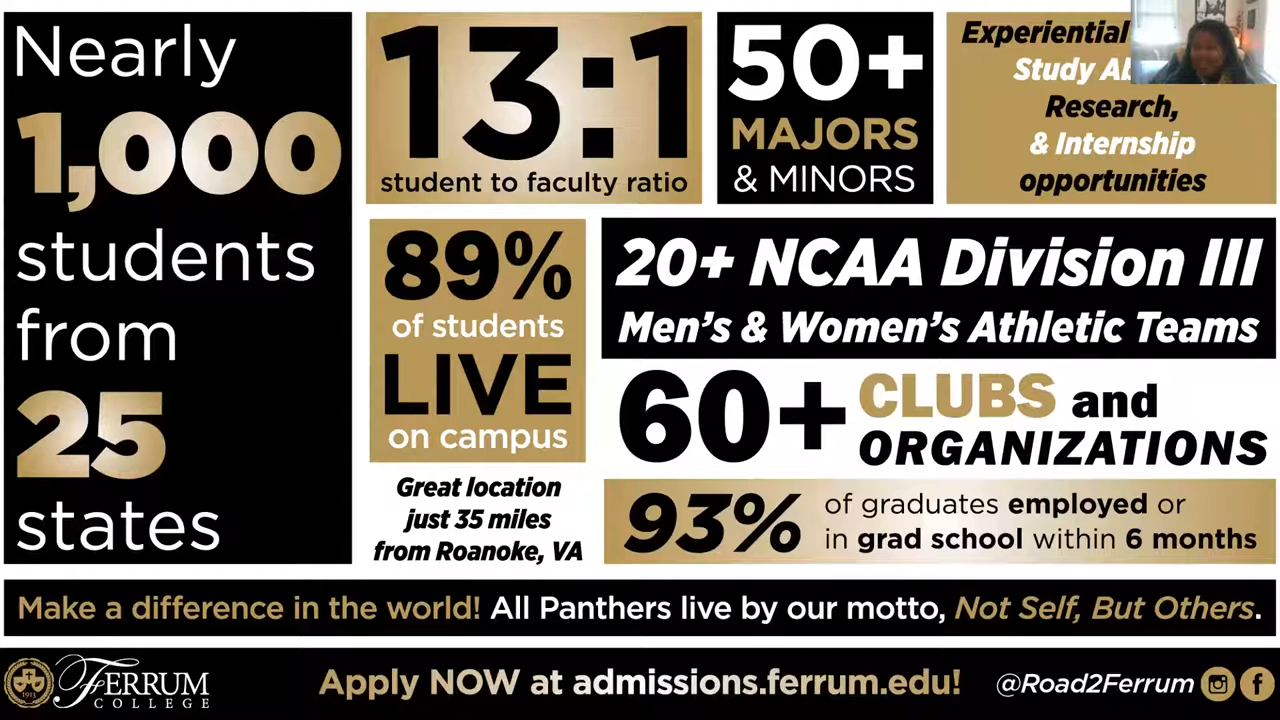 Nearly
1,000
students
from
25
states
13:1
student to faculty ratio
50+
MAJORS
& MINORS
Experiential
Study
Research,
& Internship
opportunities
89%
of students
LIVE
on campus
Great location
just 35 miles
from Roanoke, VA
20+ NCAA Division III
Men's & Women's Athletic Teams
60+ CLUBS and
ORGANIZATIONS
93% of graduates employed or
in grad school within 6 months
Make a difference in the world! All Panthers live by our motto, Not Self, But Others.
1913
FERRUM
COLLEGE
Apply NOW at admissions.ferrum.edu!
@Road2Ferrum